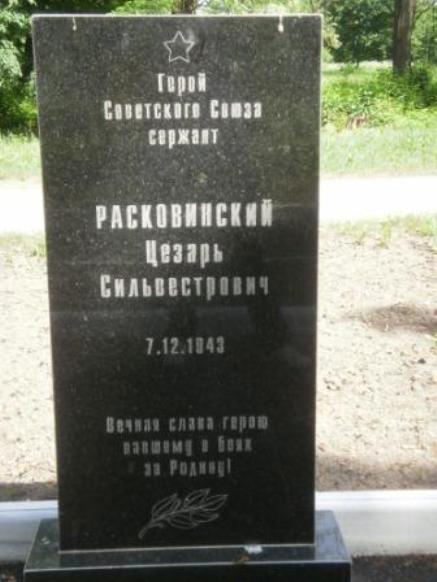 Герой
Советского Союза
сержант
РАСКОВИНСКИЙ
Цезарь
Сильвестрович
7.12.1943
Вечная слава герою
павшему в боях
за Родину!